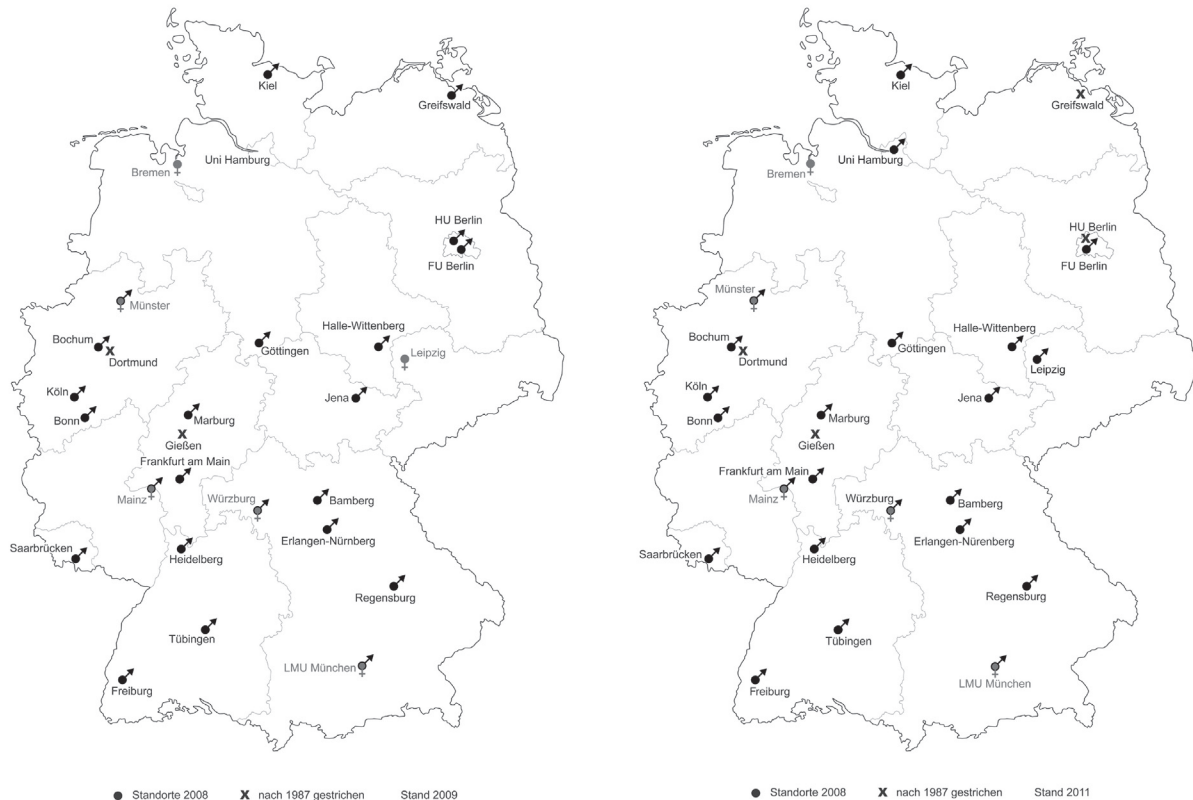 Kiel
Greifswald
Uni Hamburg
Bremen
HU Berlin
FU Berlin
Münster
Bochum
Dortmund
Göttingen
Halle-Wittenberg
Leipzig
Köln
Jena
Bonn
Marburg
Gießen
Frankfurt am Main
Mainz
Würzburg
Bamberg
Erlangen-Nürnberg
Saarbrücken
Heidelberg
Regensburg
Tübingen
LMU München
Freiburg
Standorte 2008 X nach 1987 gestrichen Stand 2009
Kiel
Greifswald
Uni Hamburg
Bremen
HU Berlin
FU Berlin
Münster
Bochum
Dortmund
Göttingen
Halle-Wittenberg
Leipzig
Köln
Jena
Bonn
Marburg
Gießen
Frankfurt am Main
Mainz
Würzburg
Bamberg
Erlangen-Nürenberg
Saarbrücken
Heidelberg
Regensburg
Tübingen
LMU München
Freiburg
Standorte 2008 X nach 1987 gestrichen Stand 2011